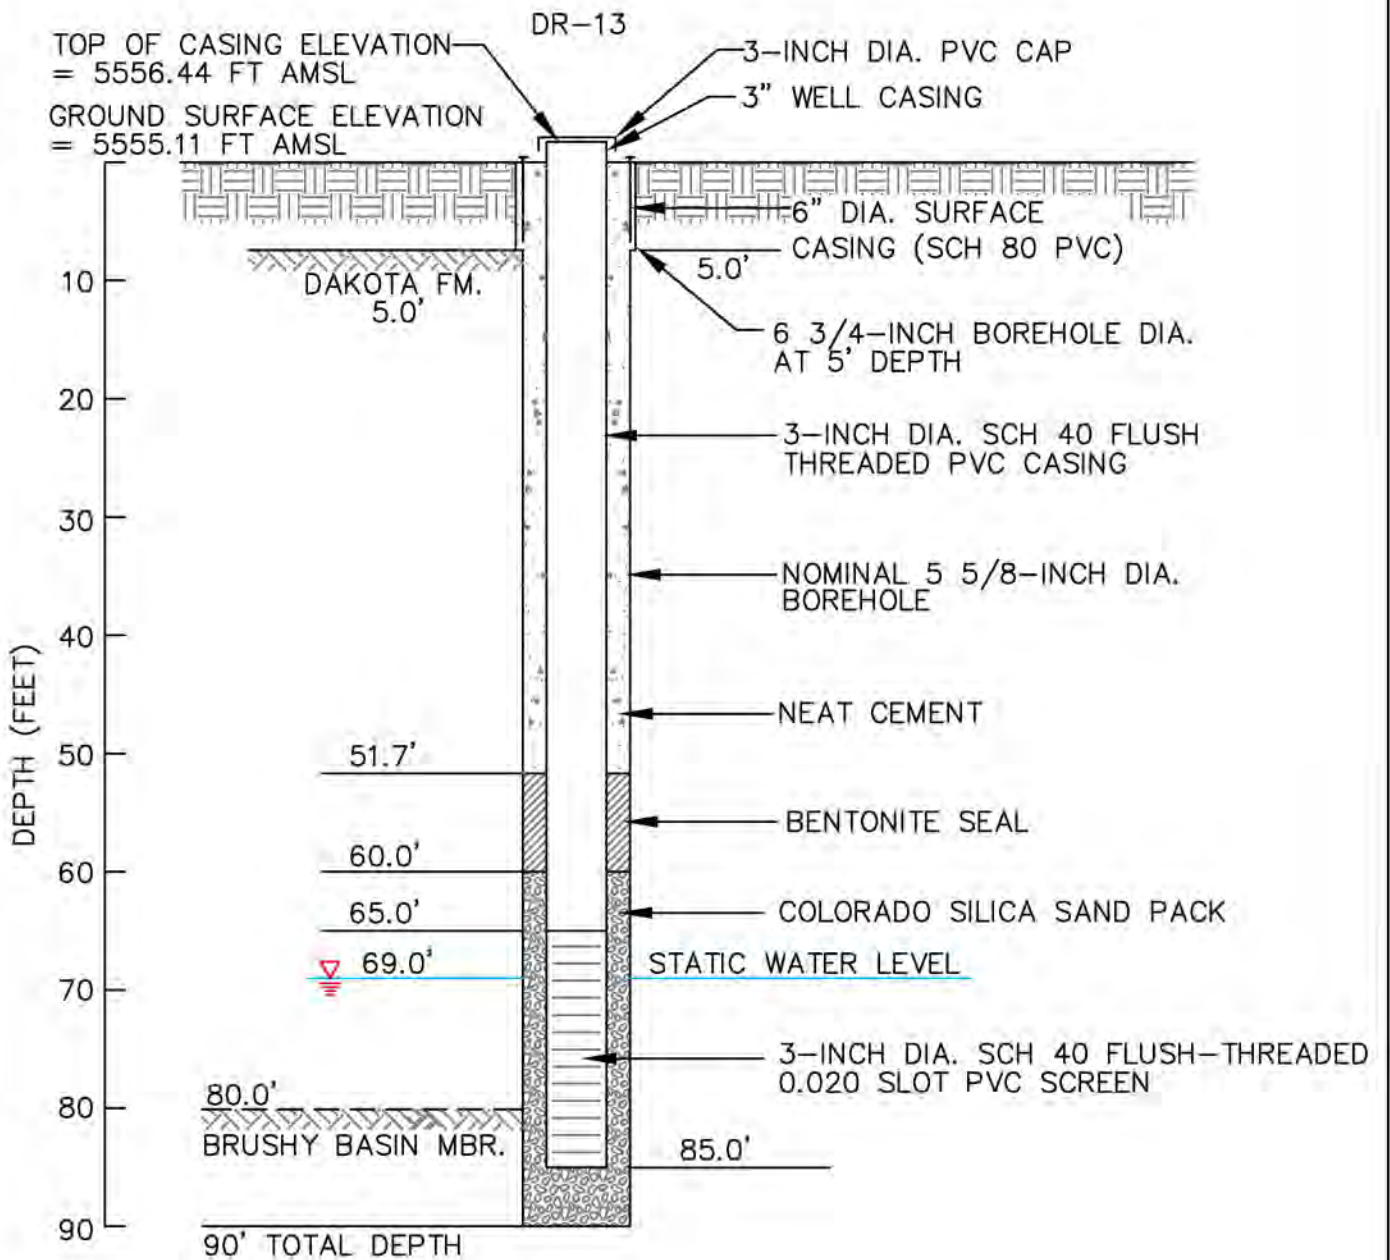 DR-13
TOP OF CASING ELEVATION
= 5556.44 FT AMSL
GROUND SURFACE ELEVATION
= 5555.11 FT AMSL
3-INCH DIA. PVC CAP
3" WELL CASING
6" DIA. SURFACE
CASING (SCH 80 PVC)
5.0'
DAKOTA FM.
5.0'
6 3/4-INCH BOREHOLE DIA.
AT 5' DEPTH
3-INCH DIA. SCH 40 FLUSH
THREADED PVC CASING
NOMINAL 5 5/8-INCH DIA.
BOREHOLE
NEAT CEMENT
51.7'
BENTONITE SEAL
60.0'
COLORADO SILICA SAND PACK
65.0'
69.0'
STATIC WATER LEVEL
3-INCH DIA. SCH 40 FLUSH-THREADED
0.020 SLOT PVC SCREEN
80.0'
BRUSHY BASIN MBR.
85.0'
90' TOTAL DEPTH
DEPTH (FEET)
10
20
30
40
50
60
70
80
90